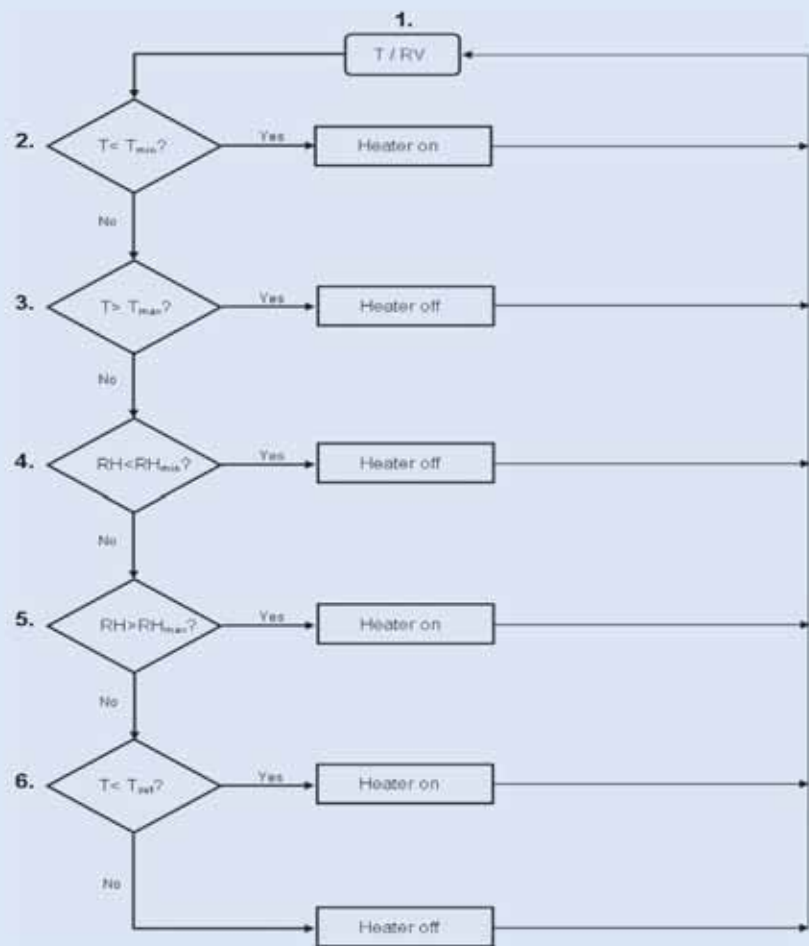 1.
T / RV
2.
T< Tmin?
Yes
Heater on
No
3.
T> Tmax?
Yes
Heater off
No
4.
RH<RHmin?
Yes
Heater off
No
5.
RH>RHmax?
Yes
Heater on
No
6.
T< Tset?
Yes
Heater on
No
Heater off